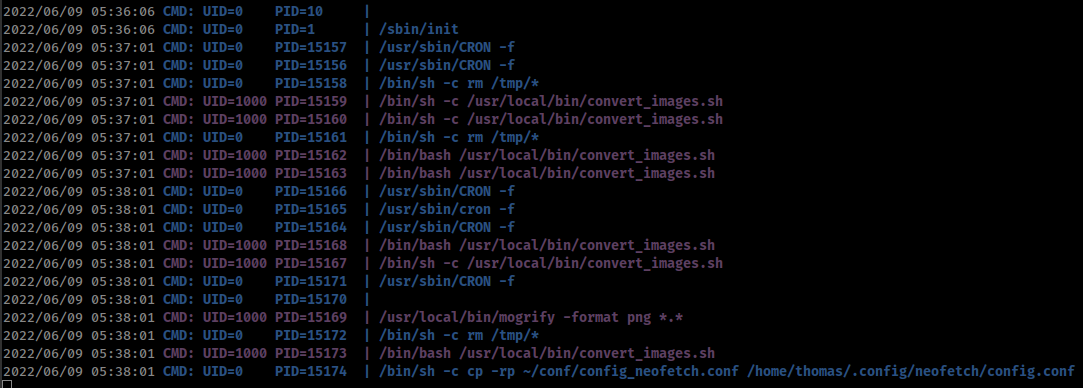 2022/06/09 05:36:06 CMD: UID=0    PID=10     |
2022/06/09 05:36:06 CMD: UID=0    PID=1      | /sbin/init
2022/06/09 05:37:01 CMD: UID=0    PID=15157  | /usr/sbin/CRON -f
2022/06/09 05:37:01 CMD: UID=0    PID=15156  | /usr/sbin/CRON -f
2022/06/09 05:37:01 CMD: UID=0    PID=15158  | /bin/sh -c rm /tmp/*
2022/06/09 05:37:01 CMD: UID=1000 PID=15159  | /bin/sh -c /usr/local/bin/convert_images.sh
2022/06/09 05:37:01 CMD: UID=1000 PID=15160  | /bin/sh -c /usr/local/bin/convert_images.sh
2022/06/09 05:37:01 CMD: UID=0    PID=15161  | /bin/sh -c rm /tmp/*
2022/06/09 05:37:01 CMD: UID=1000 PID=15162  | /bin/bash /usr/local/bin/convert_images.sh
2022/06/09 05:37:01 CMD: UID=1000 PID=15163  | /bin/bash /usr/local/bin/convert_images.sh
2022/06/09 05:38:01 CMD: UID=0    PID=15166  | /usr/sbin/CRON -f
2022/06/09 05:38:01 CMD: UID=0    PID=15165  | /usr/sbin/cron -f
2022/06/09 05:38:01 CMD: UID=0    PID=15164  | /usr/sbin/CRON -f
2022/06/09 05:38:01 CMD: UID=1000 PID=15168  | /bin/bash /usr/local/bin/convert_images.sh
2022/06/09 05:38:01 CMD: UID=1000 PID=15167  | /bin/sh -c /usr/local/bin/convert_images.sh
2022/06/09 05:38:01 CMD: UID=0    PID=15171  | /usr/sbin/CRON -f
2022/06/09 05:38:01 CMD: UID=0    PID=15170  |
2022/06/09 05:38:01 CMD: UID=1000 PID=15169  | /usr/local/bin/mogrify -format png *.*
2022/06/09 05:38:01 CMD: UID=0    PID=15172  | /bin/sh -c rm /tmp/*
2022/06/09 05:38:01 CMD: UID=1000 PID=15173  | /bin/bash /usr/local/bin/convert_images.sh
2022/06/09 05:38:01 CMD: UID=0    PID=15174  | /bin/sh -c cp -rp ~/conf/config_neofetch.conf /home/thomas/.config/neofetch/config.conf